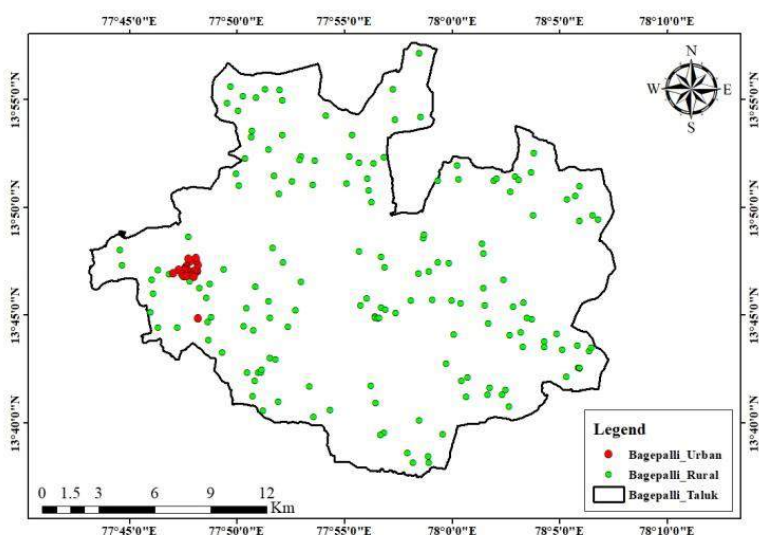 77°45'0"E 77°50'0"E 77°55'0"E 78°0'0"E 78°5'0"E 78°10'0"E
N
W E
S
13°55'0"N 13°55'0"N
13°50'0"N 13°50'0"N
13°45'0"N 13°45'0"N
13°40'0"N 13°40'0"N
Legend
Bagepalli_Urban
Bagepalli_Rural
Bagepalli_Taluk
0 1.5 3 6 9 12
Km
77°45'0"E 77°50'0"E 77°55'0"E 78°0'0"E 78°5'0"E 78°10'0"E